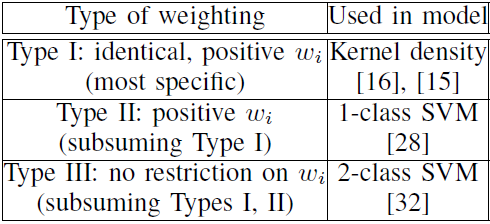 Type of weighting Used in model
Type I: identical, positive w_i Kernel density
(most specific) [16], [15]
Type II: positive w_i 1-class SVM
(subsuming Type I) [28]
Type III: no restriction on w_i 2-class SVM
(subsuming Types I, II) [32]